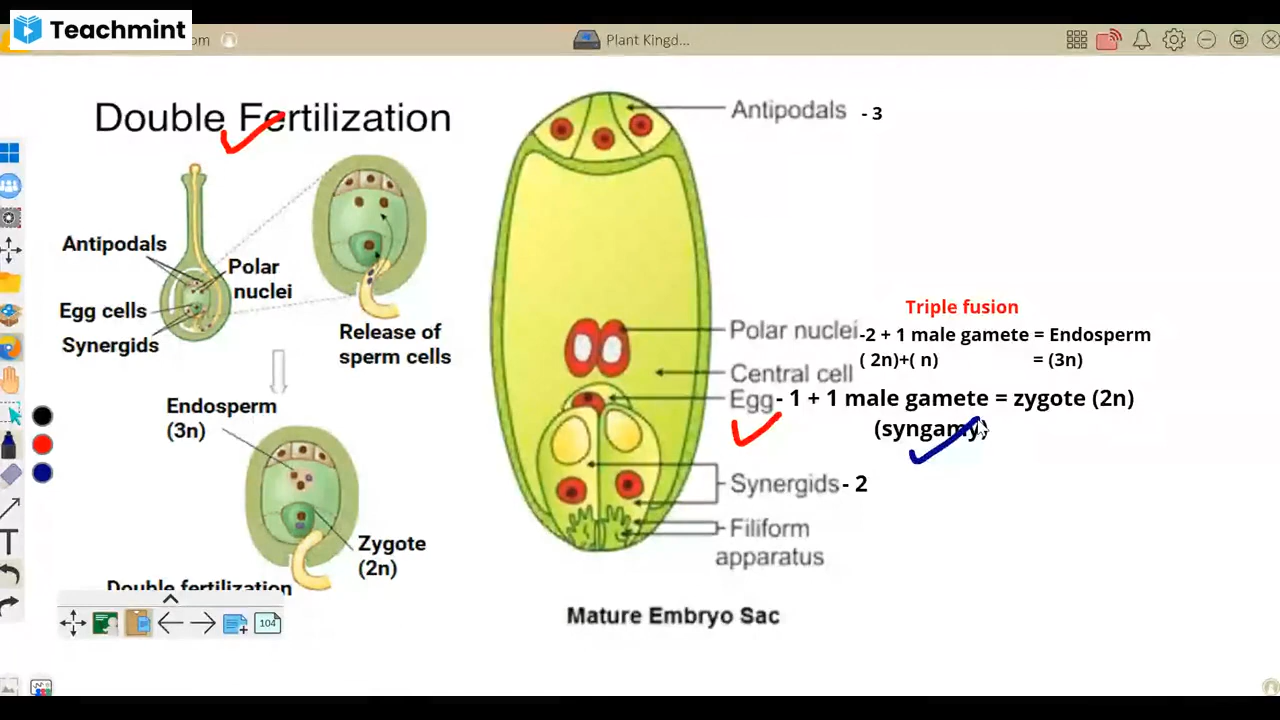 Teachmint
om
Plant Kingd...
Double Fertilization
Antipodals
Polar
nuclei
Egg cells
Synergids
Release of
sperm cells
Endosperm
(3n)
Zygote
(2n)
Double fertilization
104
Antipodals - 3
Triple fusion
Polar nuclei -2 + 1 male gamete = Endosperm
( 2n)+( n) = (3n)
Central cell
Egg - 1 + 1 male gamete = zygote (2n)
(syngamy)
Synergids - 2
Filiform
apparatus
Mature Embryo Sac
T